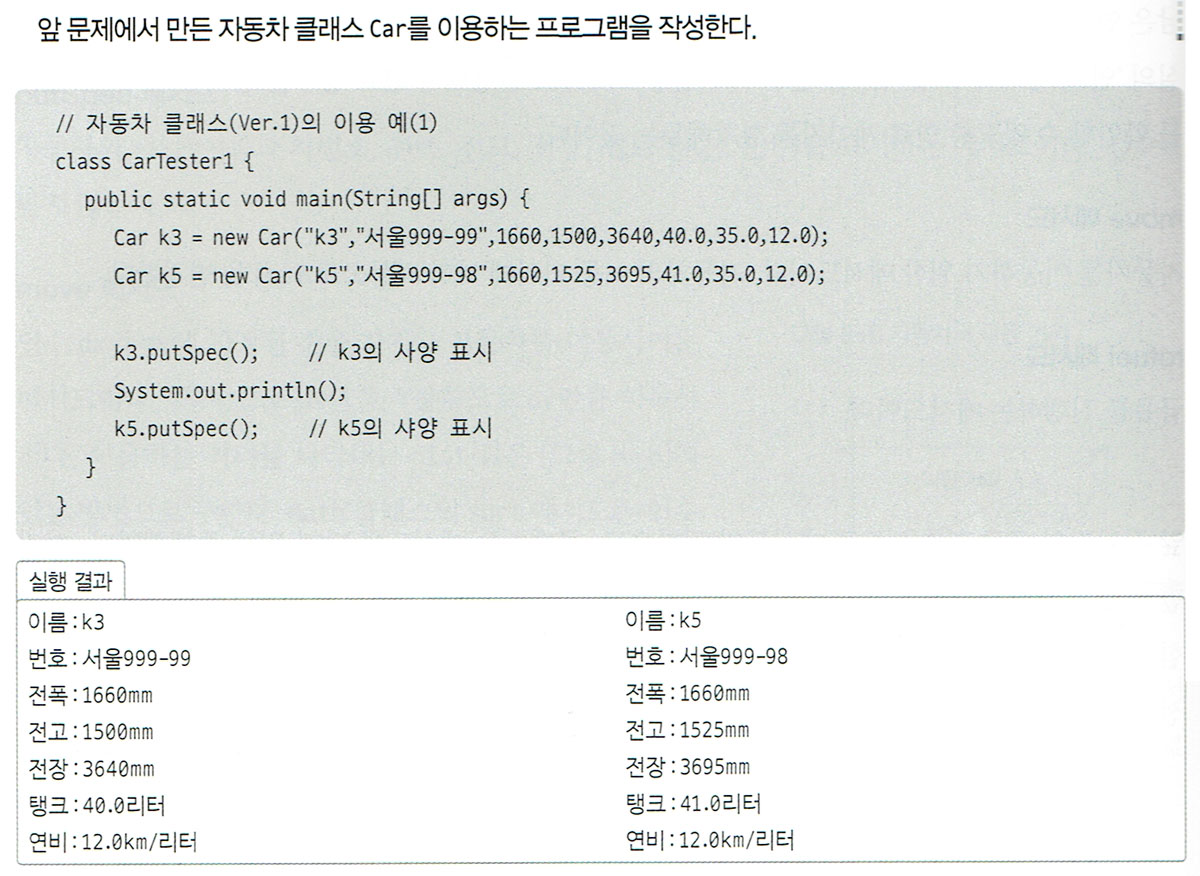 앞 문제에서 만든 자동차 클래스 Car를 이용하는 프로그램을 작성한다.
// 자동차 클래스(Ver.1)의 이용 예(1)
class CarTester1 {
public static void main(String[] args) {
Car k3 = new Car("k3","서울999-99",1660,1500,3640,40.0,35.0,12.0);
Car k5 = new Car("k5","서울999-98",1660,1525,3695,41.0,35.0,12.0);
k3.putSpec(); // k3의 사양 표시
System.out.println();
k5.putSpec(); // k5의 사양 표시
}
}
실행 결과
이름:k3
번호:서울999-99
전폭:1660mm
전고:1500mm
전장:3640mm
탱크:40.0리터
연비:12.0km/리터
이름:k5
번호:서울999-98
전폭:1660mm
전고:1525mm
전장:3695mm
탱크:41.0리터
연비:12.0km/리터